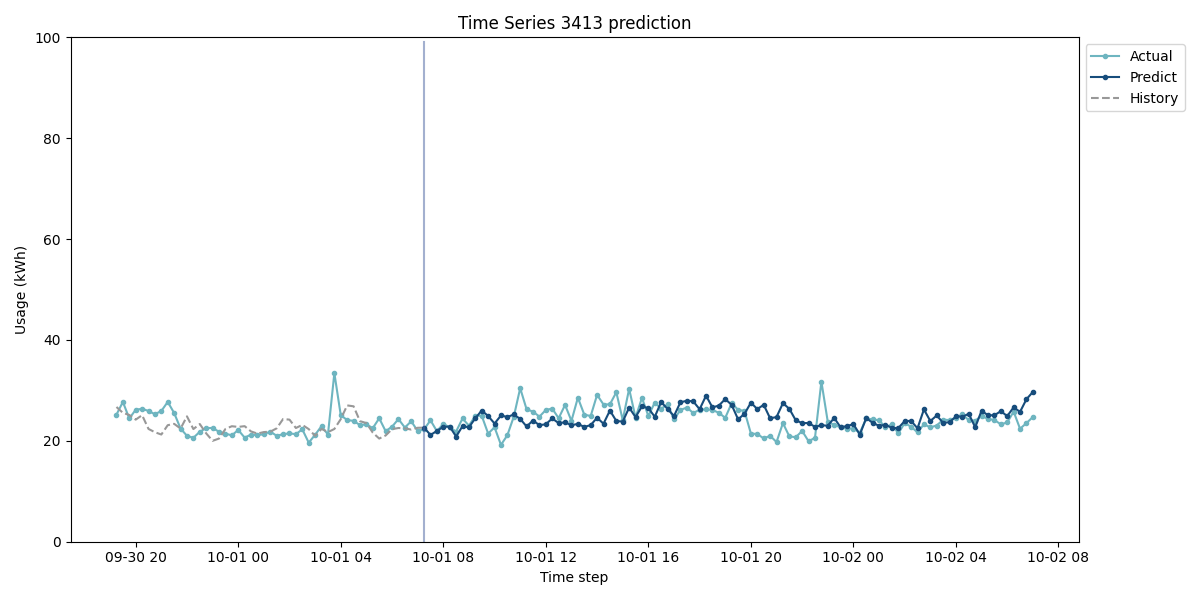 Time Series 3413 prediction
Actual
Predict
History
Usage (kWh)
100
80
60
40
20
0
09-30 20
10-01 00
10-01 04
10-01 08
10-01 12
10-01 16
10-01 20
10-02 00
10-02 04
10-02 08
Time step